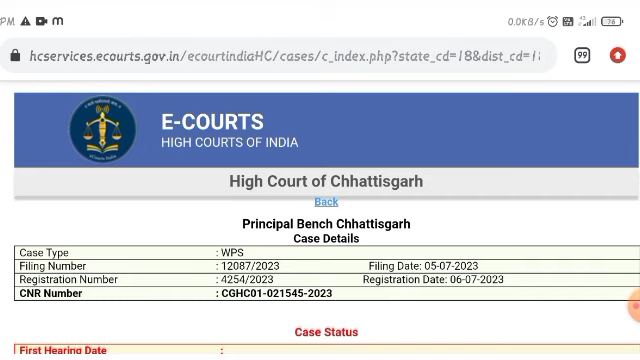 PM m 0.0KB/s 76
hcservices.ecourts.gov.in/ecourtindiaHC/cases/c_index.php?state_cd=18&dist_cd=1 99
E-COURTS
HIGH COURTS OF INDIA
High Court of Chhattisgarh
Back
Principal Bench Chhattisgarh
Case Details
Case Type : WPS
Filing Number : 12087/2023 Filing Date: 05-07-2023
Registration Number : 4254/2023 Registration Date: 06-07-2023
CNR Number : CGHC01-021545-2023
Case Status
First Hearing Date :